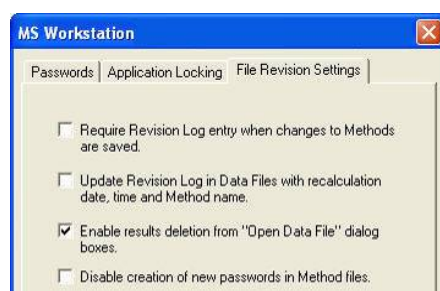 MS Workstation
Passwords
Application Locking
File Revision Settings
Require Revision Log entry when changes to Methods
are saved.
Update Revision Log in Data Files with recalculation
date, time and Method name.
Enable results deletion from "Open Data File" dialog
boxes.
Disable creation of new passwords in Method files.